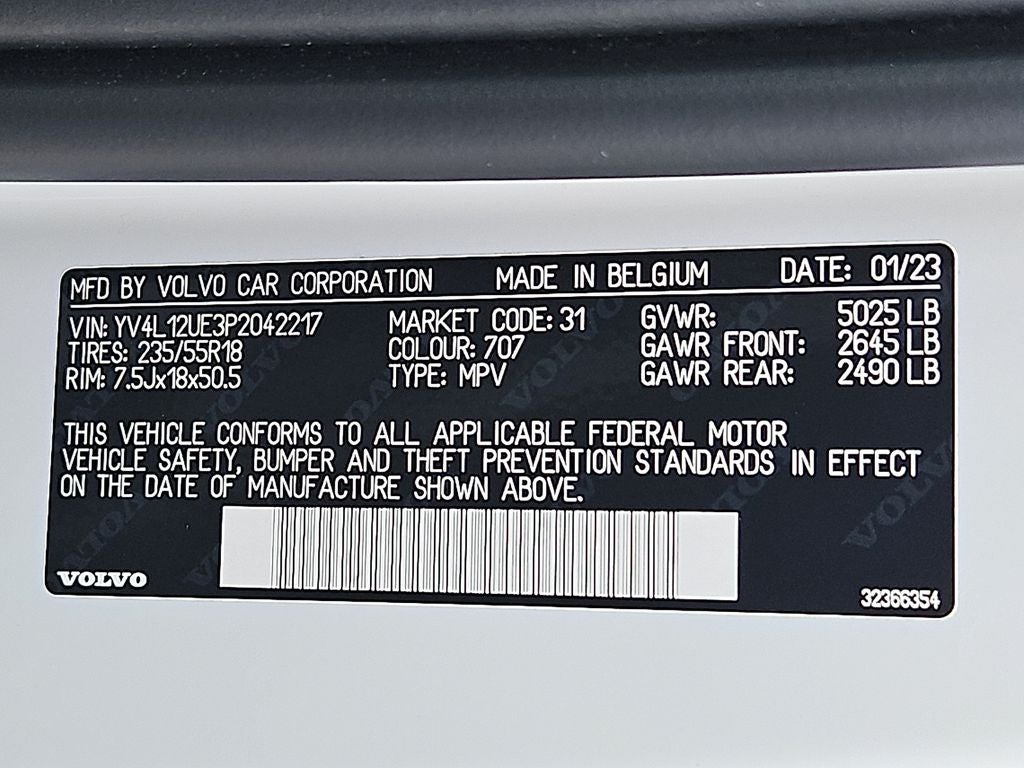 MFD BY VOLVO CAR CORPORATION MADE IN BELGIUM DATE: 01/23
VIN: YV4L12UE3P2042217 MARKET CODE: 31 GVWR: 5025 LB
TIRES: 235/55R18 COLOUR: 707 GAWR FRONT: 2645 LB
RIM: 7.5Jx18x50.5 TYPE: MPV GAWR REAR: 2490 LB
THIS VEHICLE CONFORMS TO ALL APPLICABLE FEDERAL MOTOR
VEHICLE SAFETY, BUMPER AND THEFT PREVENTION STANDARDS IN EFFECT
ON THE DATE OF MANUFACTURE SHOWN ABOVE.
VOLVO 32366354